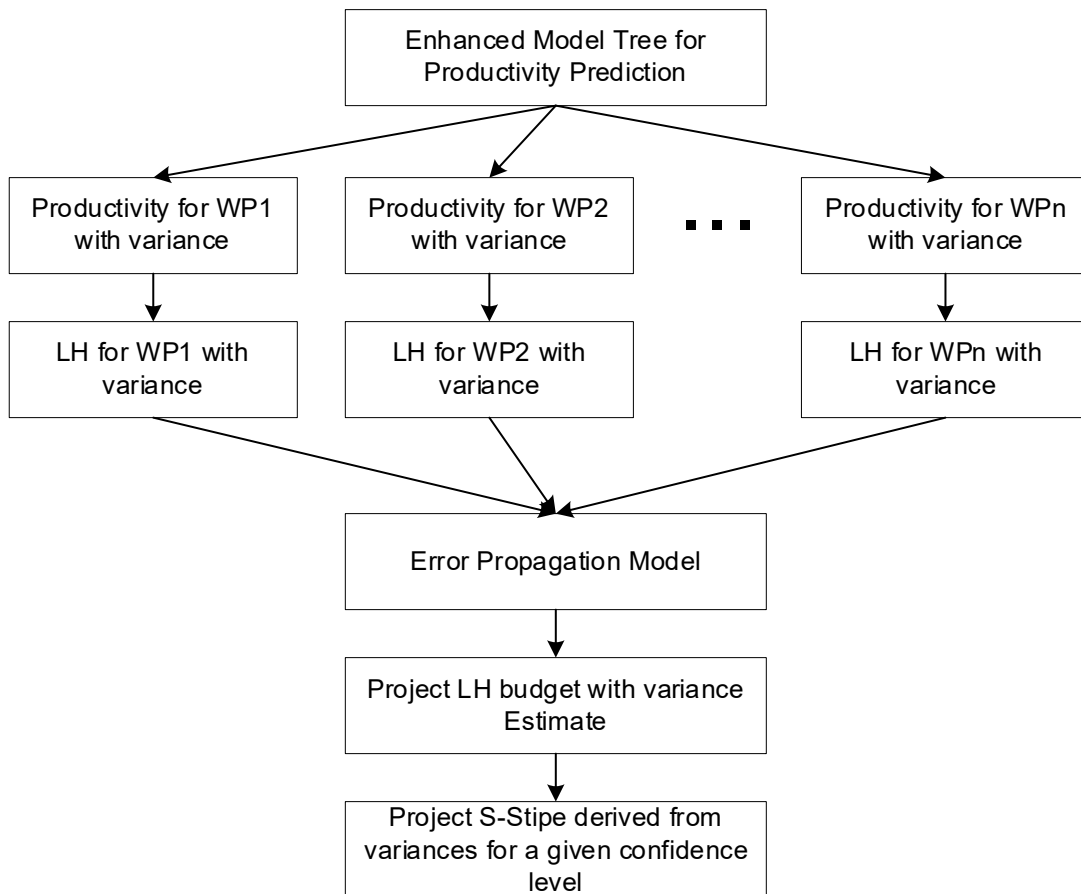 Enhanced Model Tree for
Productivity Prediction
Productivity for WP1
with variance
Productivity for WP2
with variance
...
Productivity for WPn
with variance
LH for WP1 with
variance
LH for WP2 with
variance
LH for WPn with
variance
Error Propagation Model
Project LH budget with variance
Estimate
Project S-Stipe derived from
variances for a given confidence
level